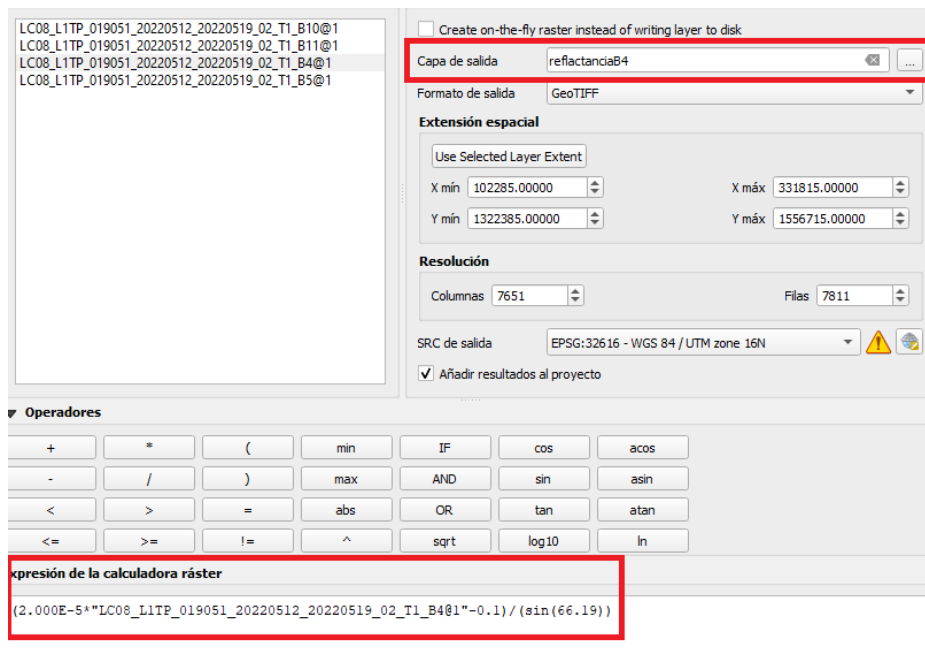 LC08_L1TP_019051_20220512_20220519_02_T1_B10@1
LC08_L1TP_019051_20220512_20220519_02_T1_B11@1
LC08_L1TP_019051_20220512_20220519_02_T1_B4@1
LC08_L1TP_019051_20220512_20220519_02_T1_B5@1
Create on-the-fly raster instead of writing layer to disk
Capa de salida reflactanciaB4 ...
Formato de salida GeoTIFF
Extensión espacial
Use Selected Layer Extent
X mín 102285.00000 X máx 331815.00000
Y mín 1322385.00000 Y máx 1556715.00000
Resolución
Columnas 7651 Filas 7811
SRC de salida EPSG:32616 - WGS 84 / UTM zone 16N
Añadir resultados al proyecto
Operadores
+ * ( min IF cos acos
- / ) max AND sin asin
< > = abs OR tan atan
<= >= != ^ sqrt log10 ln
xpresión de la calculadora ráster
(2.000E-5*"LC08_L1TP_019051_20220512_20220519_02_T1_B4@1"-0.1)/(sin(66.19))